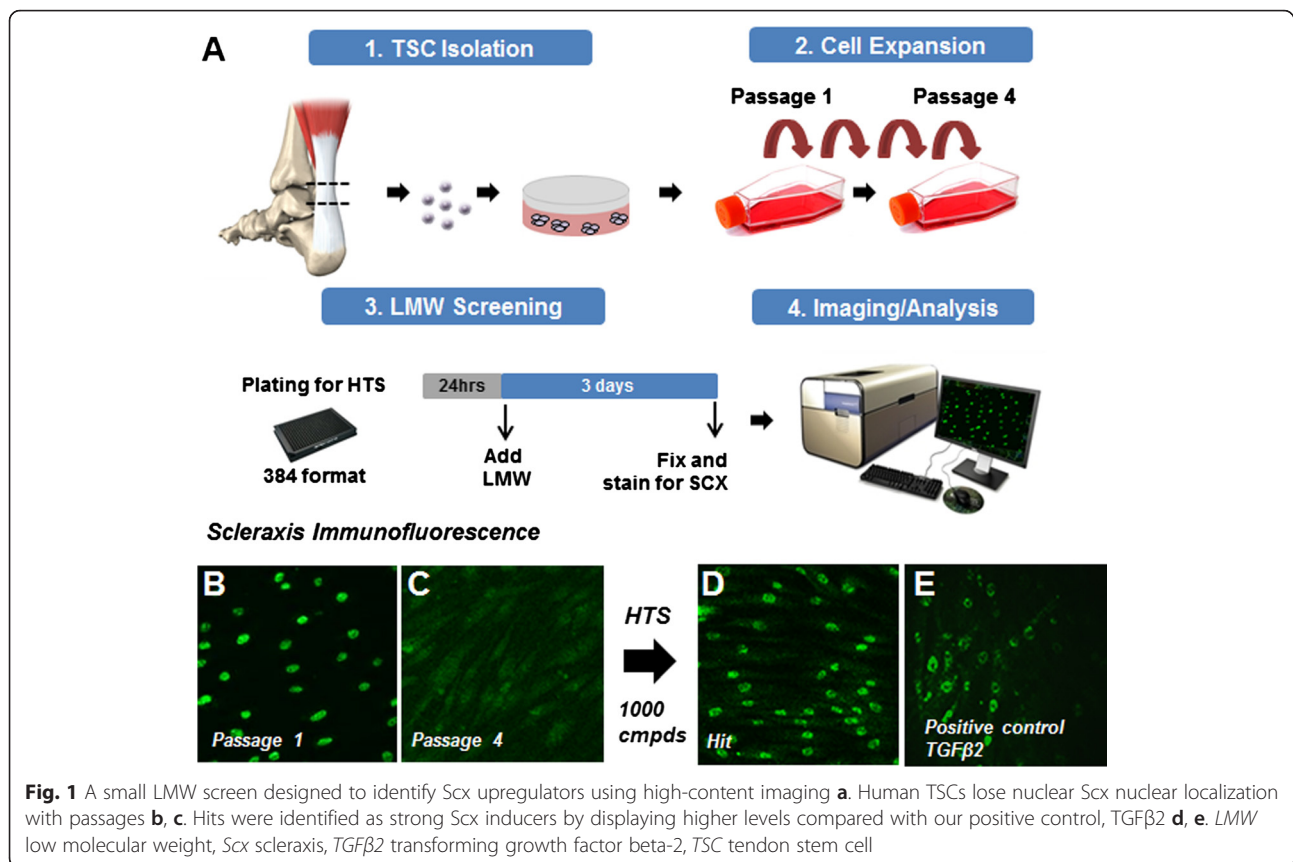 A
1. TSC Isolation
2. Cell Expansion
Passage 1
Passage 4
3. LMW Screening
4. Imaging/Analysis
Plating for HTS
384 format
24hrs
3 days
Add
LMW
Fix and
stain for SCX
Scleraxis Immunofluorescence
B
Passage 1
C
Passage 4
HTS
1000
cmpds
D
Hit
E
Positive control
TGFβ2
Fig. 1 A small LMW screen designed to identify Scx upregulators using high-content imaging a. Human TSCs lose nuclear Scx nuclear localization
with passages b, c. Hits were identified as strong Scx inducers by displaying higher levels compared with our positive control, TGFβ2 d, e. LMW
low molecular weight, Scx scleraxis, TGFβ2 transforming growth factor beta-2, TSC tendon stem cell